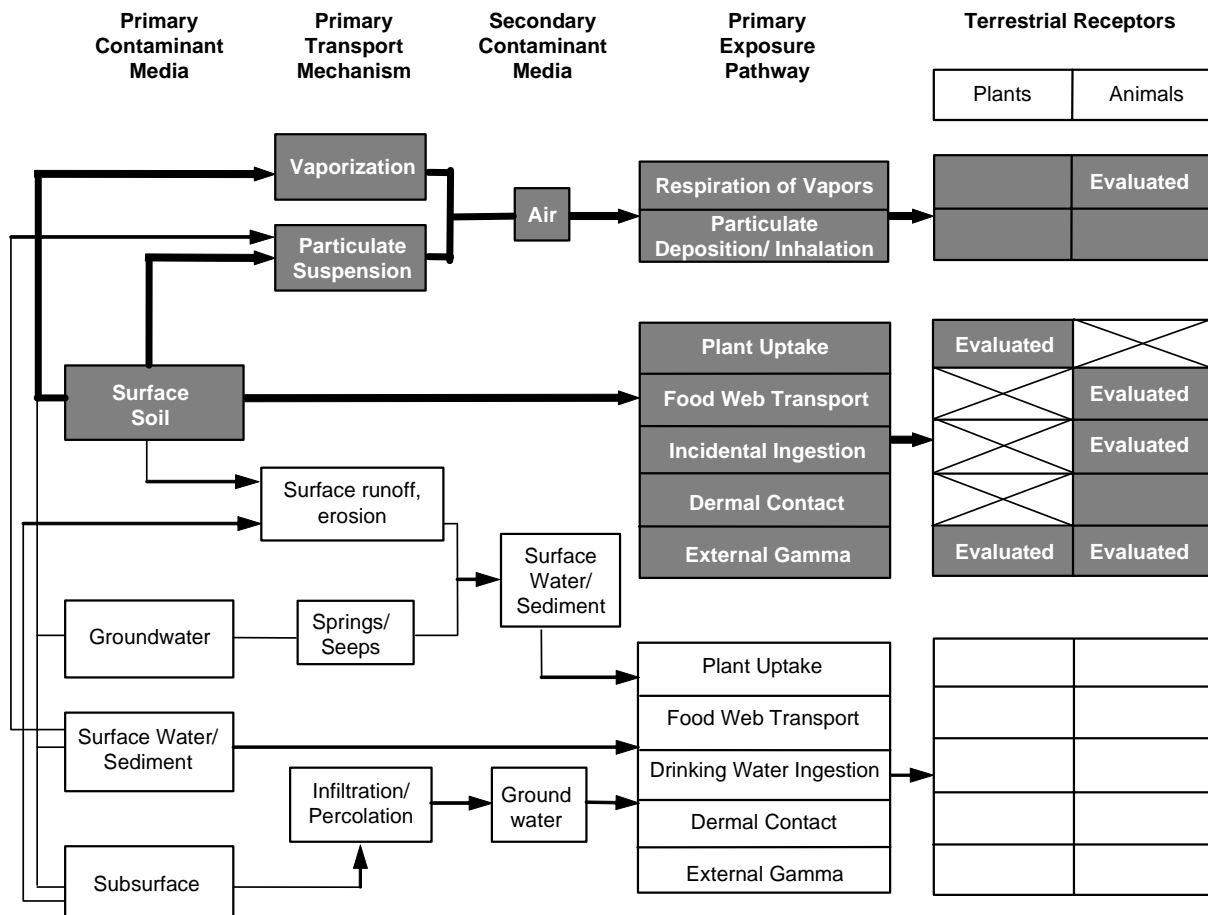 Primary
Contaminant
Media
Primary
Transport
Mechanism
Secondary
Contaminant
Media
Primary
Exposure
Pathway
Terrestrial Receptors
Plants
Animals
Vaporization
Particulate
Suspension
Air
Respiration of Vapors
Particulate
Deposition/ Inhalation
Evaluated
Surface
Soil
Plant Uptake
Food Web Transport
Incidental Ingestion
Dermal Contact
External Gamma
Evaluated
Evaluated
Evaluated
Evaluated
Evaluated
Surface runoff,
erosion
Groundwater
Springs/
Seeps
Surface
Water/
Sediment
Surface Water/
Sediment
Infiltration/
Percolation
Ground
water
Subsurface
Plant Uptake
Food Web Transport
Drinking Water Ingestion
Dermal Contact
External Gamma